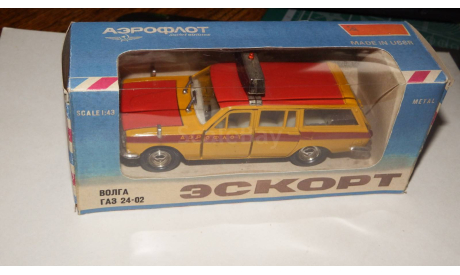 АЭРОФЛОТ
MADE IN USSR
SCALE 1:43
METAL
ЭСКОРТ
ВОЛГА
ГАЗ 24-02